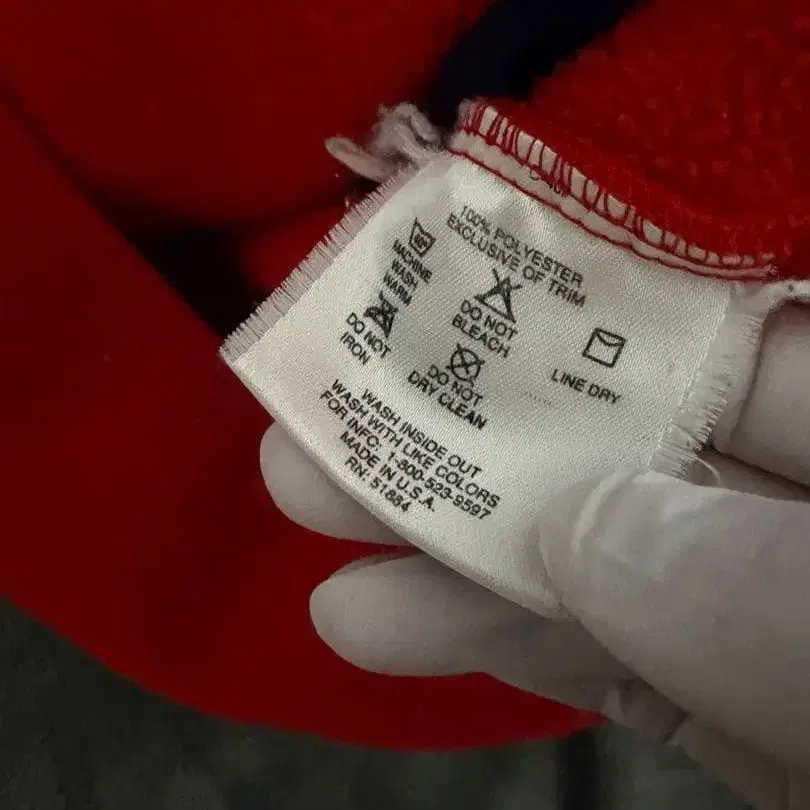 100% POLYESTER
EXCLUSIVE OF TRIM
MACHINE
WASH
WARM
DO NOT
BLEACH
LINE DRY
DO NOT
IRON
DO NOT
DRY CLEAN
WASH INSIDE OUT
WASH WITH LIKE COLORS
FOR INFO: 1-800-523-9597
MADE IN U.S.A.
RN: 51884